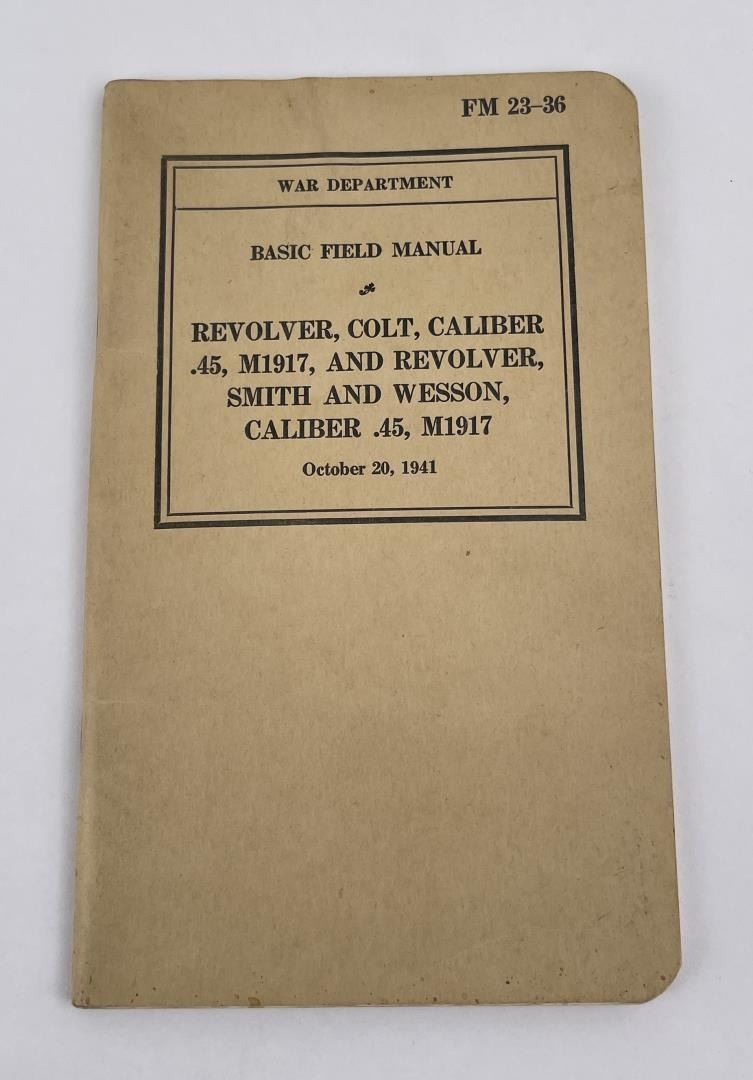 FM 23–36
WAR DEPARTMENT
BASIC FIELD MANUAL
REVOLVER, COLT, CALIBER
.45, M1917, AND REVOLVER,
SMITH AND WESSON,
CALIBER .45, M1917
October 20, 1941